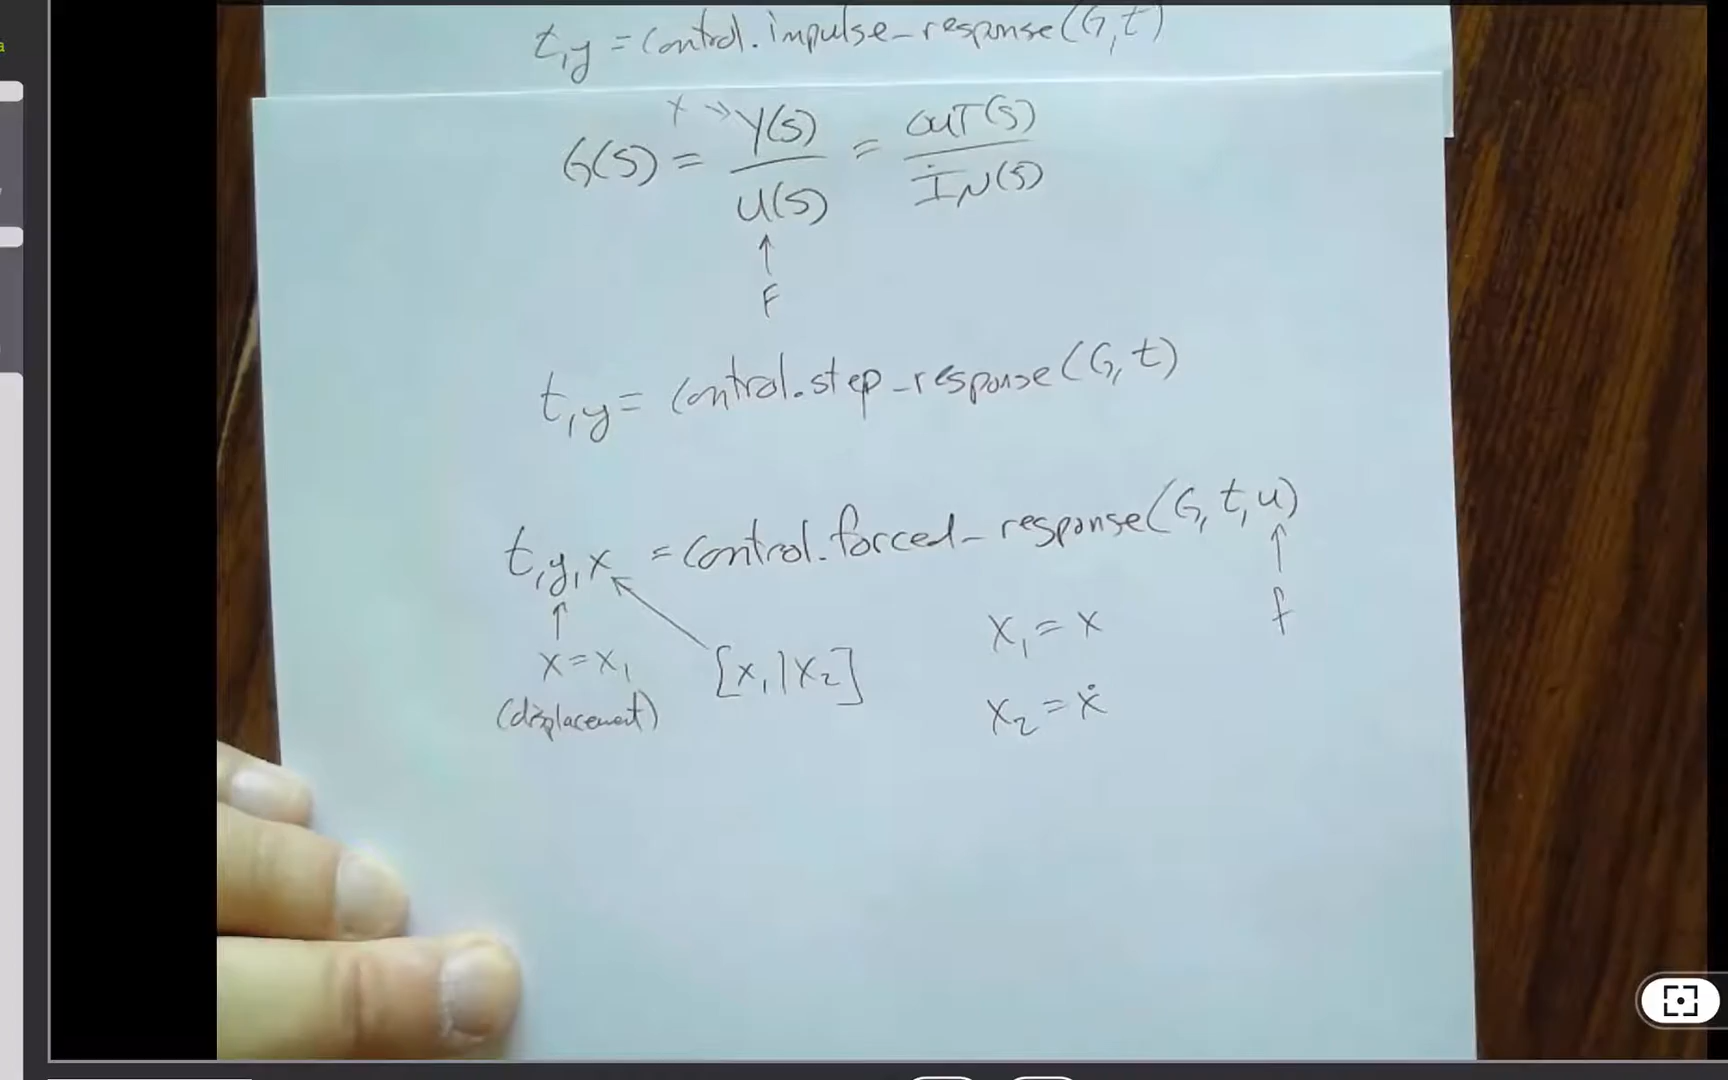 t,y = control.impulse_response(G,t)
G(s) = Y(s)/U(s) = OUT(s)/IN(s)
x
F
t,y = control.step_response(G,t)
t,y,x = control.forced_response(G,t,u)
f
x=x₁
(displacement)
[x₁|x₂]
x₁ = x
x₂ = ẋ